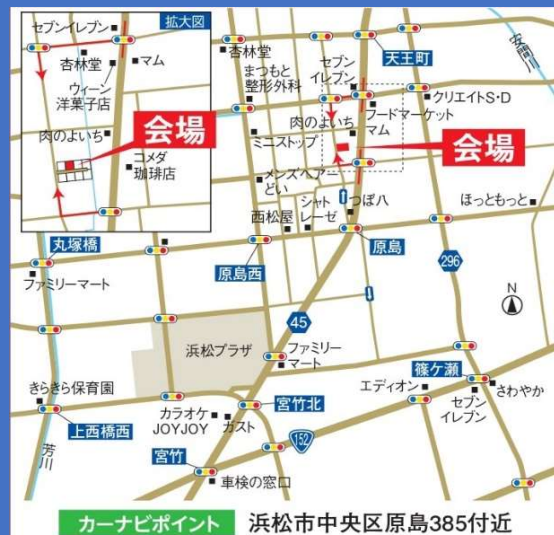 拡大図
セブンイレブン
杏林堂
マム
ウィーン
洋菓子店
肉のよいち
会場
コメダ
珈琲店
杏林堂
まつもと
整形外科
セブン
イレブン
天王町
安間川
クリエイトS・D
フードマーケット
マム
肉のよいち
ミニストップ
会場
メンズヘアー
どい
西松屋
シャト
レーゼ
つぼ八
ほっともっと
丸塚橋
ファミリーマート
原島西
原島
296
N
45
浜松プラザ
ファミリー
マート
きらきら保育園
上西橋西
芳川
カラオケ
JOYJOY
ガスト
宮竹北
エディオン
篠ケ瀬
セブン
イレブン
さわやか
152
宮竹
車検の窓口
カーナビポイント 浜松市中央区原島385付近